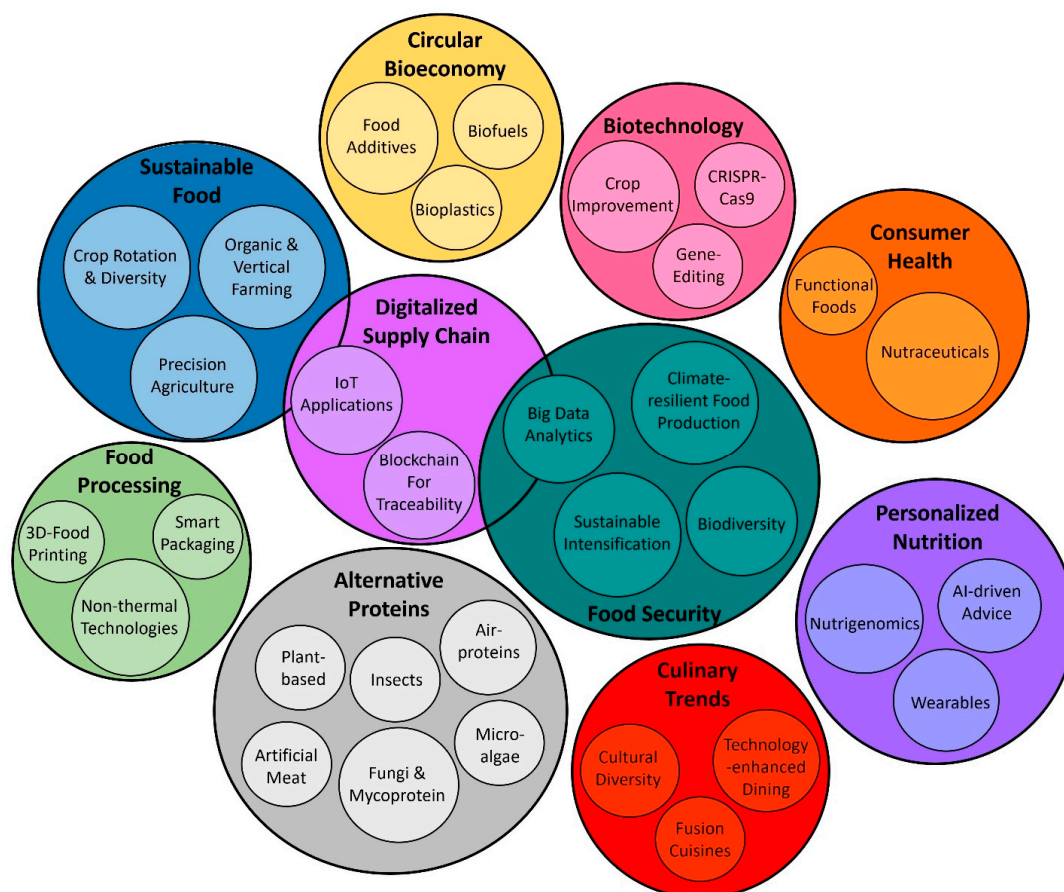 Circular
Bioeconomy
Food
Additives
Biofuels
Bioplastics
Biotechnology
Crop
Improvement
CRISPR-
Cas9
Gene-
Editing
Sustainable
Food
Crop Rotation
& Diversity
Organic &
Vertical
Farming
Precision
Agriculture
Consumer
Health
Functional
Foods
Nutraceuticals
Digitalized
Supply Chain
IoT
Applications
Blockchain
For
Traceability
Big Data
Analytics
Climate-
resilient Food
Production
Sustainable
Intensification
Biodiversity
Food Security
Food
Processing
3D-Food
Printing
Smart
Packaging
Non-thermal
Technologies
Alternative
Proteins
Plant-
based
Insects
Air-
proteins
Artificial
Meat
Fungi &
Mycoprotein
Micro-
algae
Personalized
Nutrition
Nutrigenomics
AI-driven
Advice
Wearables
Culinary
Trends
Cultural
Diversity
Technology
-enhanced
Dining
Fusion
Cuisines